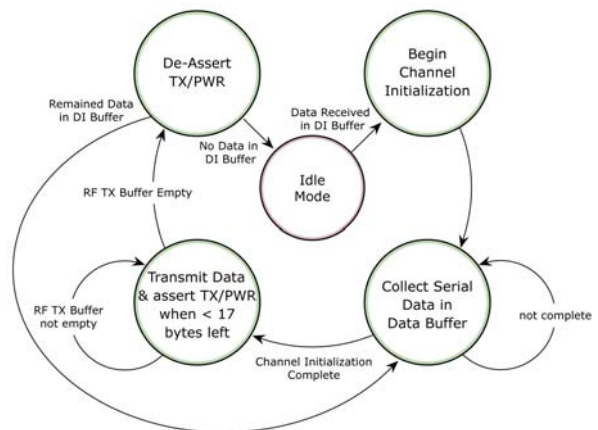 De-Assert
TX/PWR
Begin
Channel
Initialization
Remained Data
in DI Buffer
Data Received
in DI Buffer
No Data in
DI Buffer
Idle
Mode
RF TX Buffer Empty
Transmit Data
& assert TX/PWR
when < 17
bytes left
RF TX Buffer
not empty
Collect Serial
Data in
Data Buffer
not complete
Channel Initialization
Complete